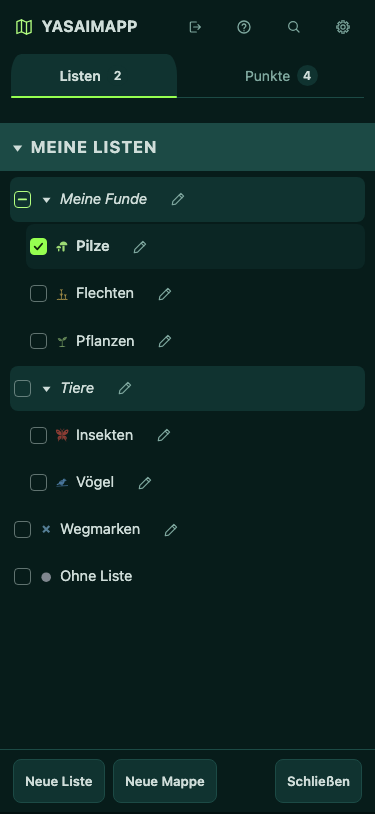 YASAIMAPP
Listen 2
Punkte 4
MEINE LISTEN
Meine Funde
Pilze
Flechten
Pflanzen
Tiere
Insekten
Vögel
Wegmarken
Ohne Liste
Neue Liste
Neue Mappe
Schließen